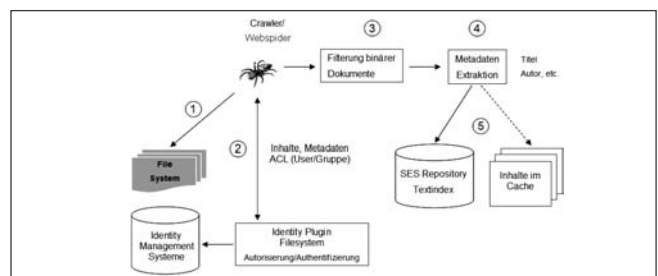 Crawler/
Webspider
3
4
Filterung binärer
Dokumente
Metadaten
Extraktion
Titel
Autor, etc.
1
2
Inhalte, Metadaten
ACL (User/Gruppe)
5
File
System
SES Repository
Textindex
Inhalte im
Cache
Identity
Management
Systeme
Identity Plugin
Filesystem
Autorisierung/Authentifizierung